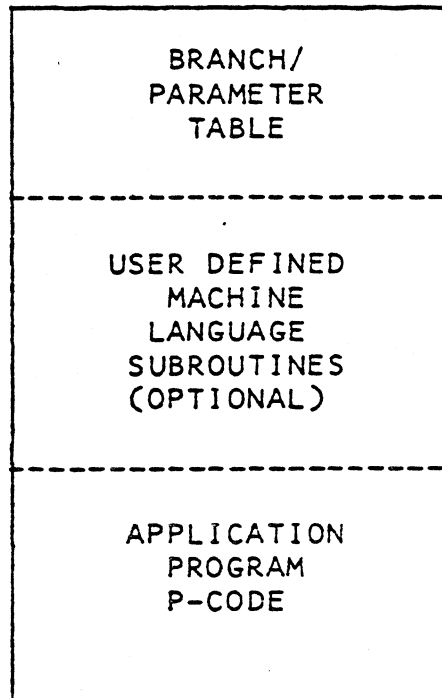 BRANCH/
PARAMETER
TABLE
USER DEFINED
MACHINE
LANGUAGE
SUBROUTINES
(OPTIONAL)
APPLICATION
PROGRAM
P-CODE